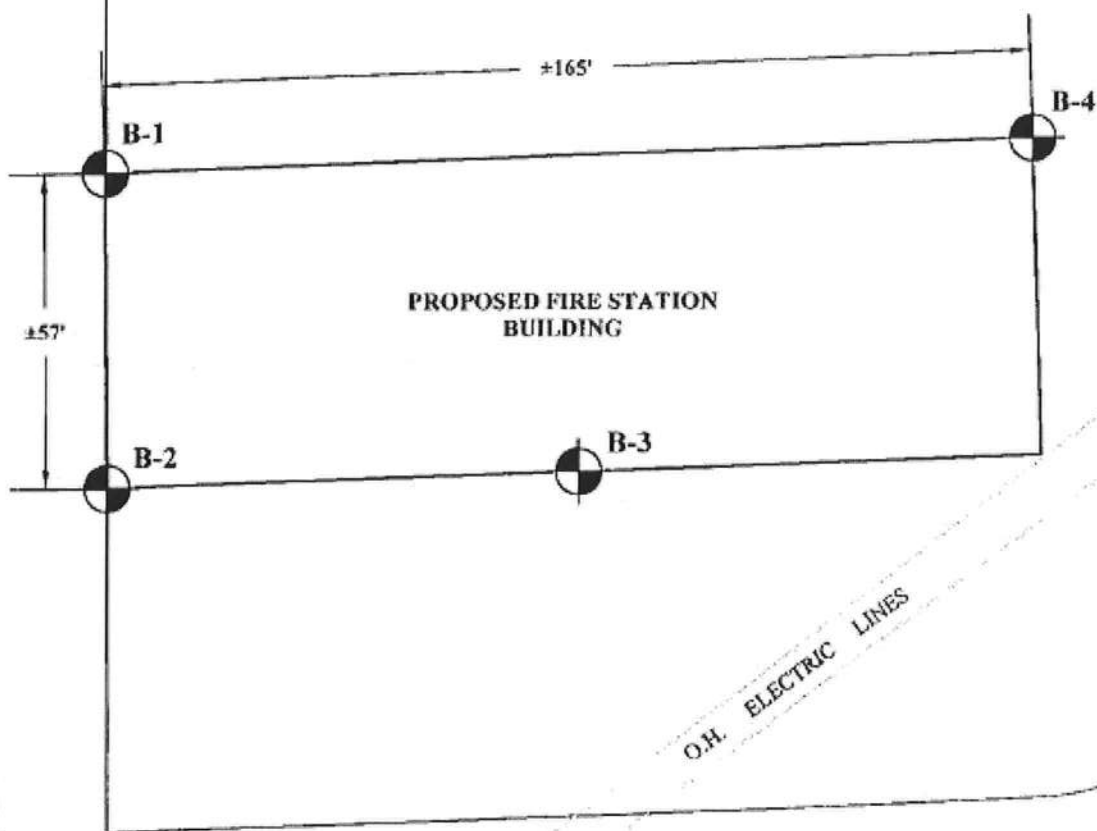 ±165'
B-1
B-4
PROPOSED FIRE STATION
BUILDING
±57'
B-2
B-3
O.H. ELECTRIC LINES